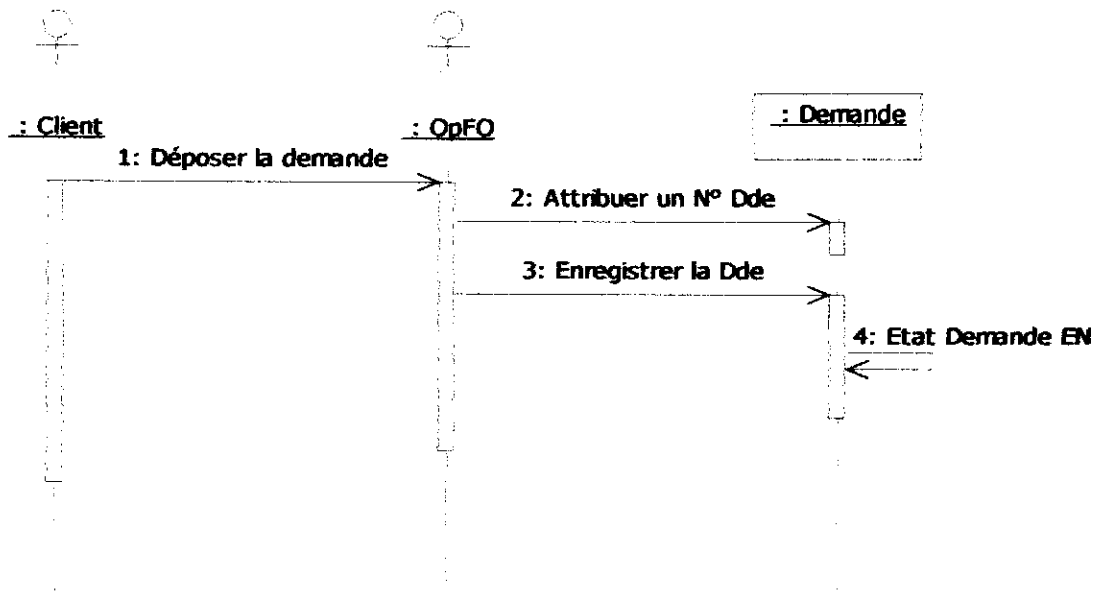 : Client
: OpFO
: Demande
1: Déposer la demande
2: Attribuer un Nº Dde
3: Enregistrer la Dde
4: Etat Demande EN